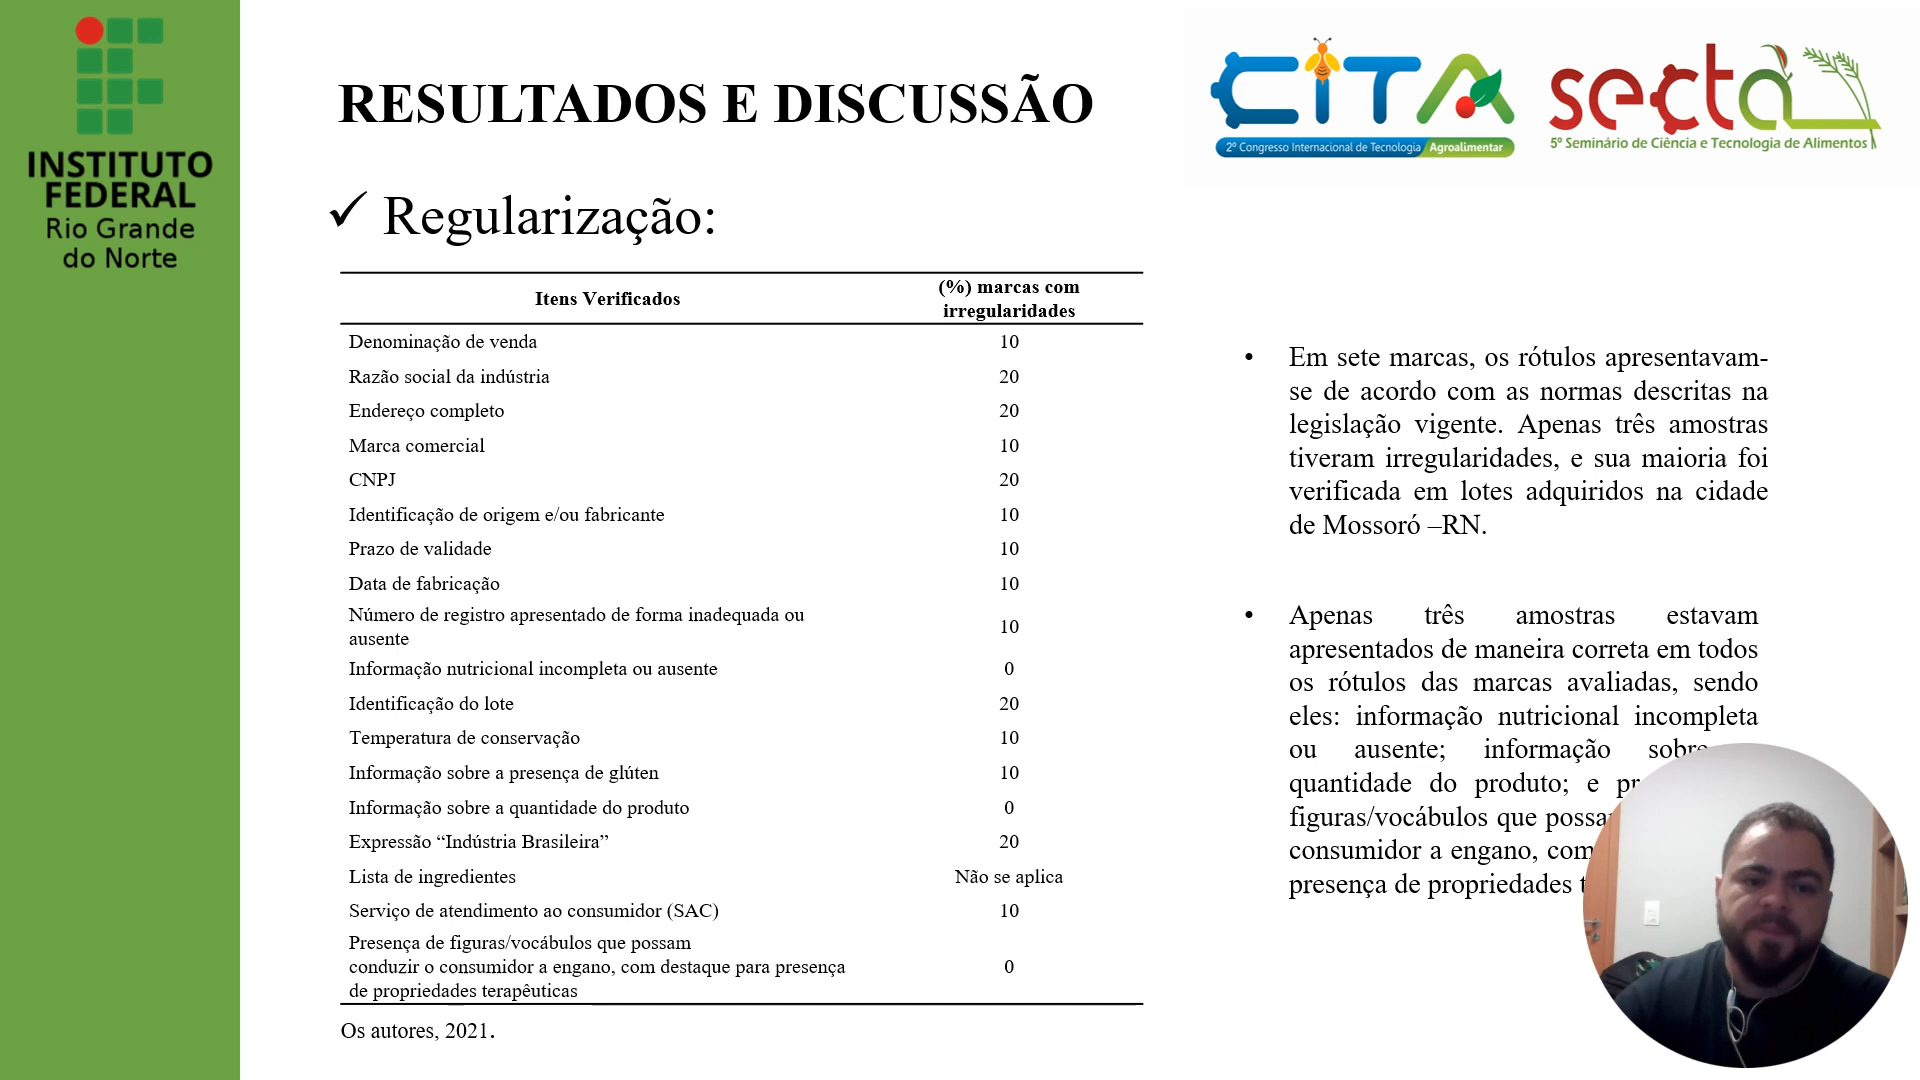 INSTITUTO
FEDERAL
Rio Grande
do Norte
RESULTADOS E DISCUSSÃO
CiTA
2º Congresso Internacional de Tecnologia Agroalimentar
secta
5º Seminário de Ciência e Tecnologia de Alimentos
✓ Regularização:
Itens Verificados
(%) marcas com
irregularidades
Denominação de venda 10
Razão social da indústria 20
Endereço completo 20
Marca comercial 10
CNPJ 20
Identificação de origem e/ou fabricante 10
Prazo de validade 10
Data de fabricação 10
Número de registro apresentado de forma inadequada ou
ausente 10
Informação nutricional incompleta ou ausente 0
Identificação do lote 20
Temperatura de conservação 10
Informação sobre a presença de glúten 10
Informação sobre a quantidade do produto 0
Expressão “Indústria Brasileira” 20
Lista de ingredientes Não se aplica
Serviço de atendimento ao consumidor (SAC) 10
Presença de figuras/vocábulos que possam
conduzir o consumidor a engano, com destaque para presença 0
de propriedades terapêuticas
Os autores, 2021.
• Em sete marcas, os rótulos apresentavam-
se de acordo com as normas descritas na
legislação vigente. Apenas três amostras
tiveram irregularidades, e sua maioria foi
verificada em lotes adquiridos na cidade
de Mossoró –RN.
• Apenas três amostras estavam
apresentados de maneira correta em todos
os rótulos das marcas avaliadas, sendo
eles: informação nutricional incompleta
ou ausente; informação sobre
quantidade do produto; e
figuras/vocábulos que
consumidor a engano,
presença de propriedades